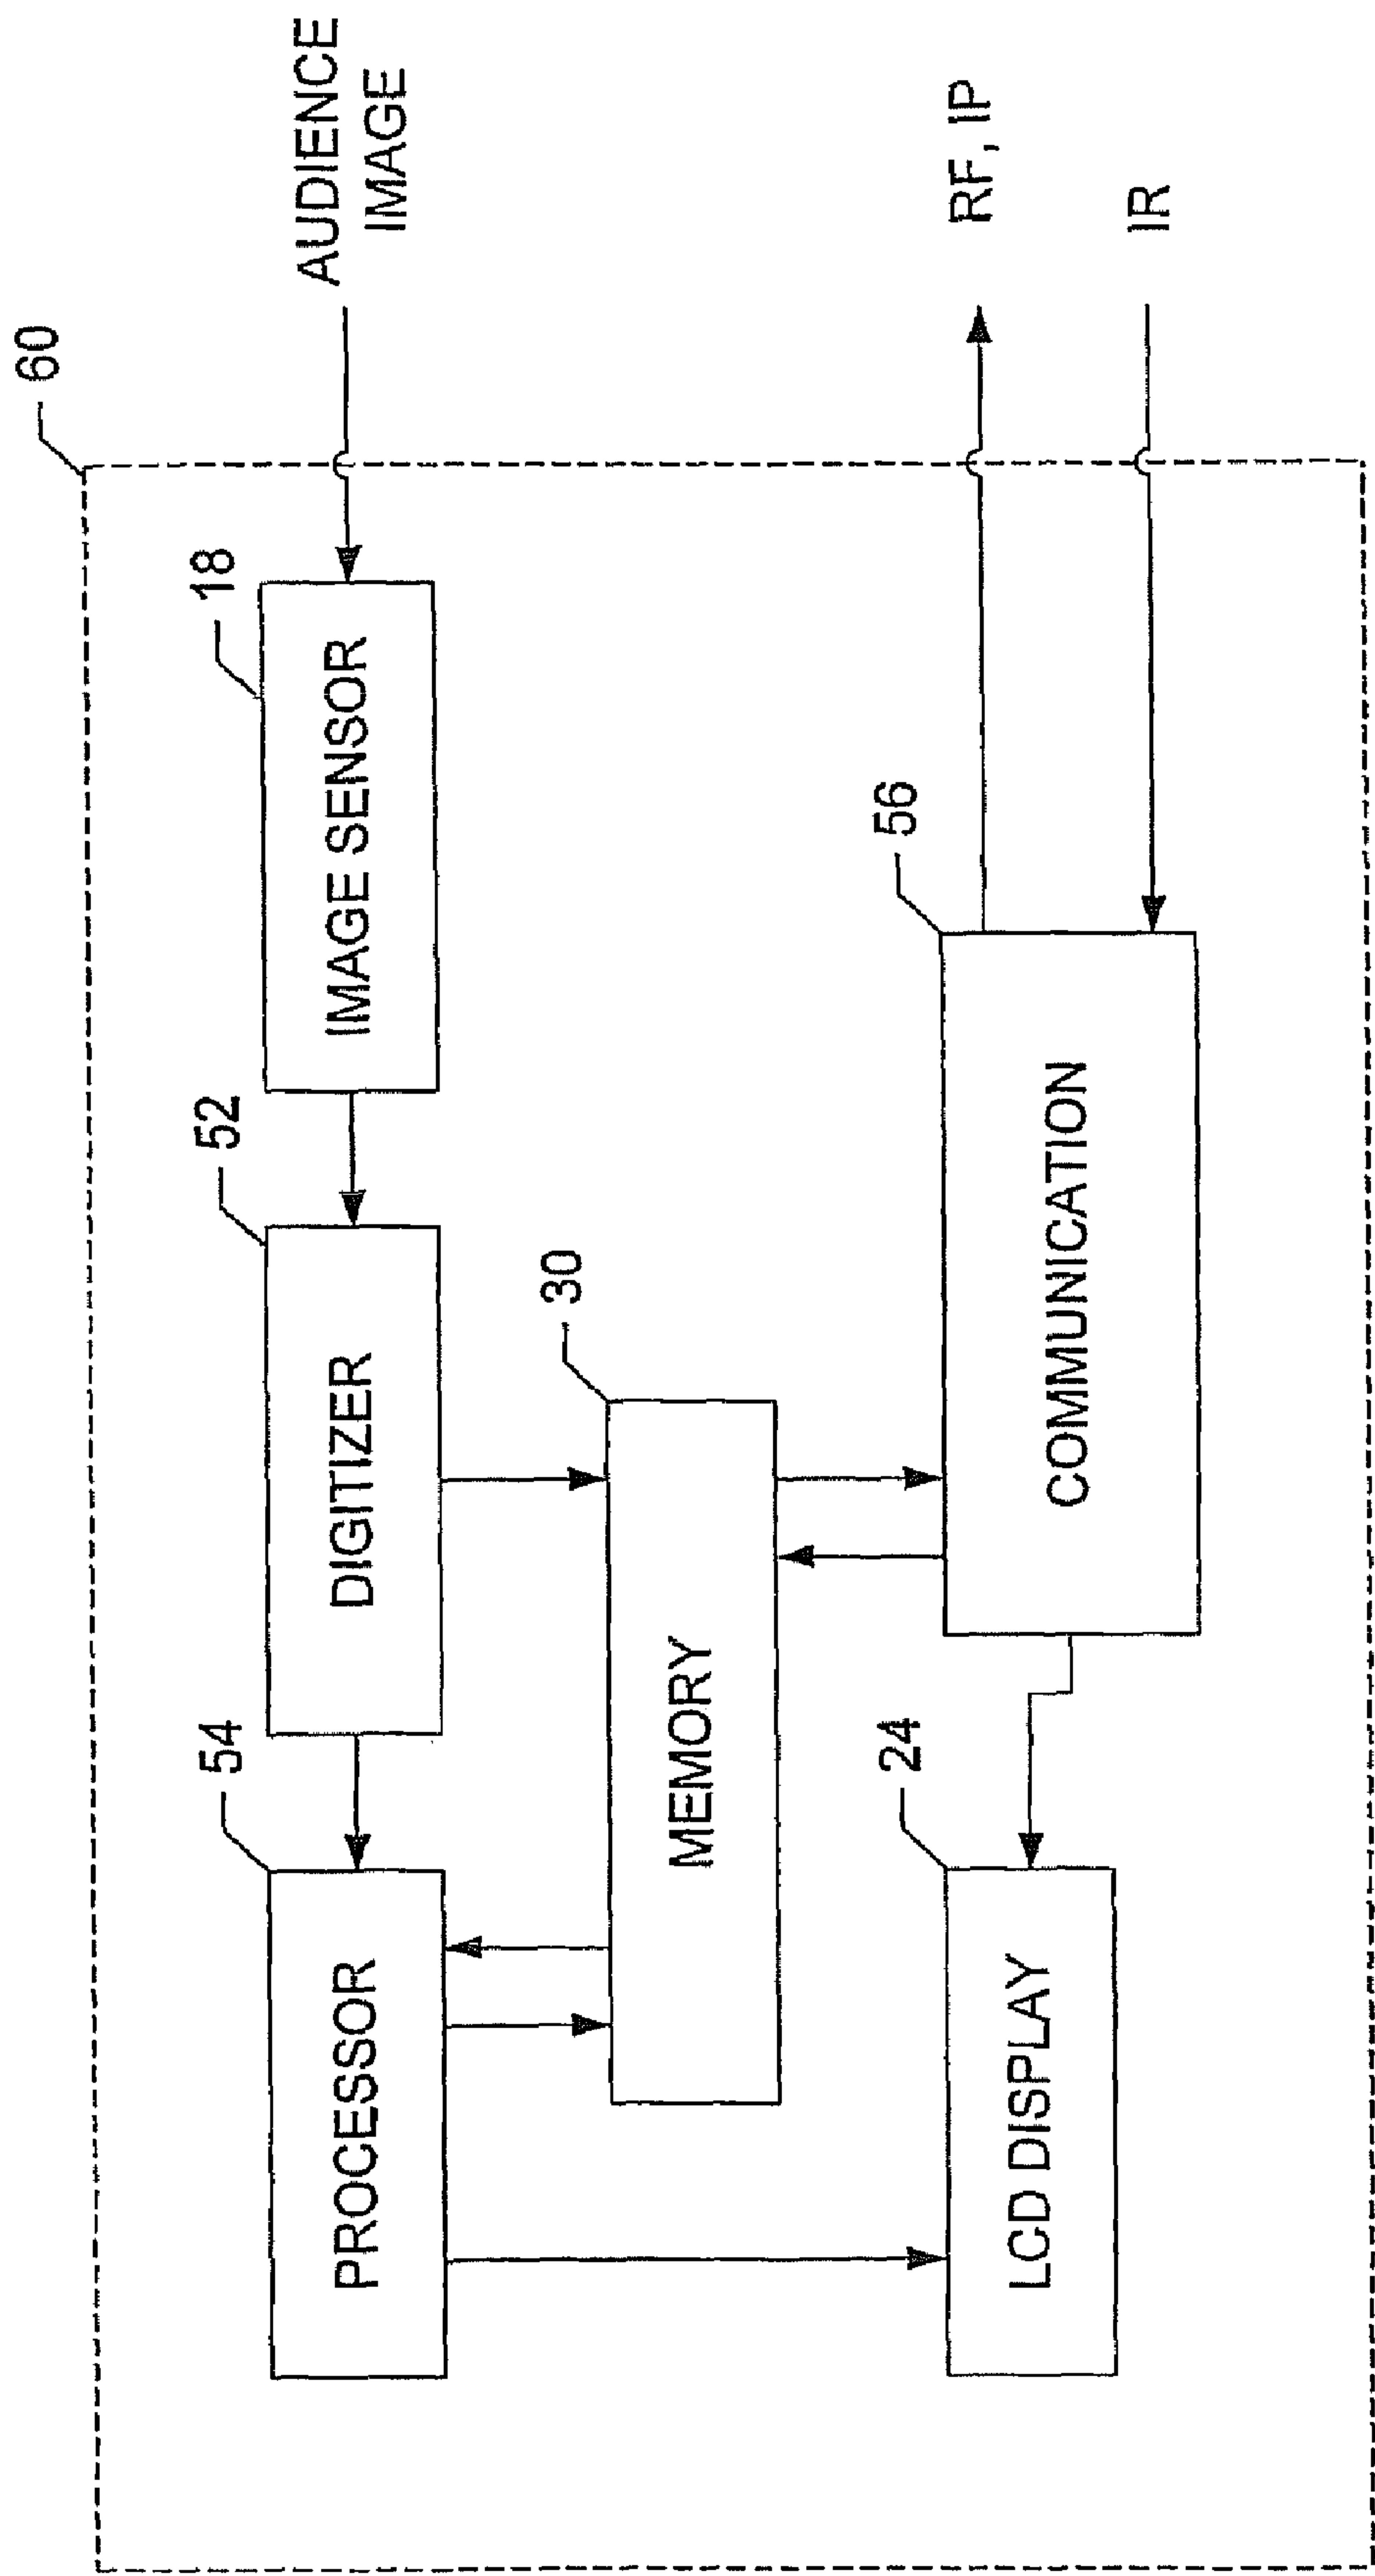 60
AUDIENCE
IMAGE
18
IMAGE SENSOR
52
DIGITIZER
54
PROCESSOR
30
MEMORY
RF, IP
IR
56
COMMUNICATION
24
LCD DISPLAY